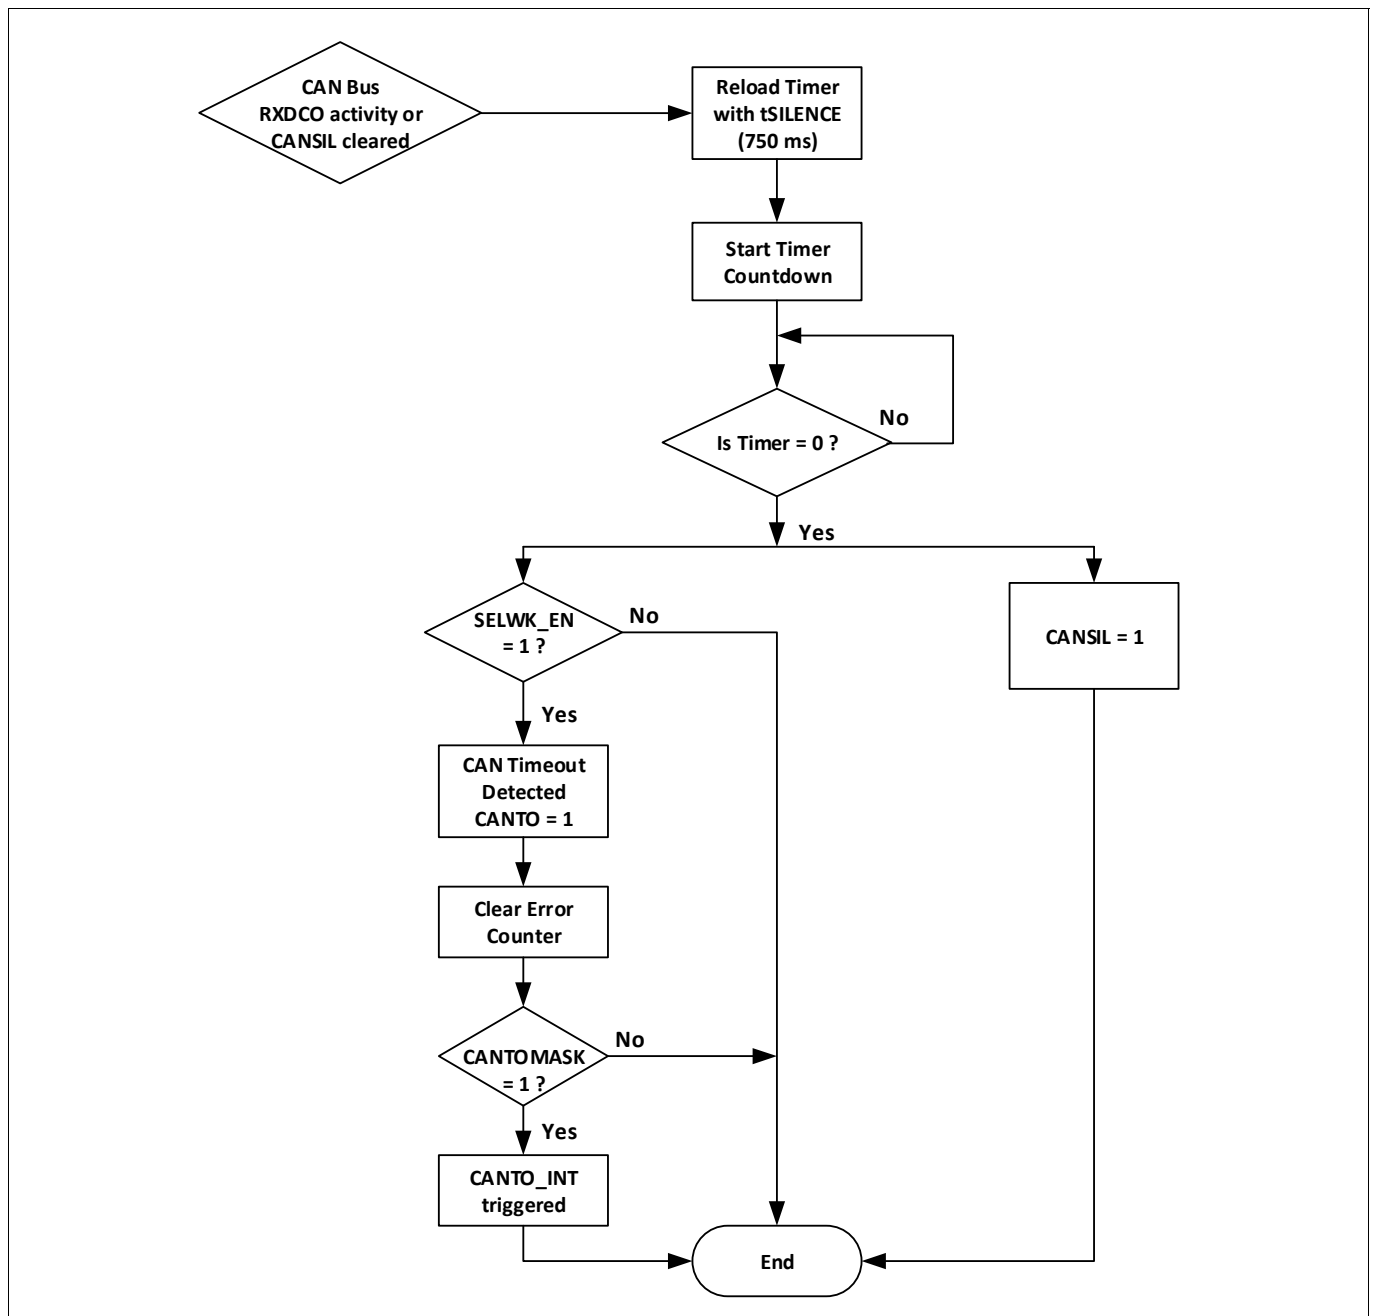 CAN Bus
RXDCO activity or
CANSIL cleared
Reload Timer
with tSILENCE
(750 ms)
Start Timer
Countdown
Is Timer = 0 ?
No
Yes
SELWK_EN
= 1 ?
No
CANSIL = 1
Yes
CAN Timeout
Detected
CANTO = 1
Clear Error
Counter
CANTOMASK
= 1 ?
No
Yes
CANTO_INT
triggered
End